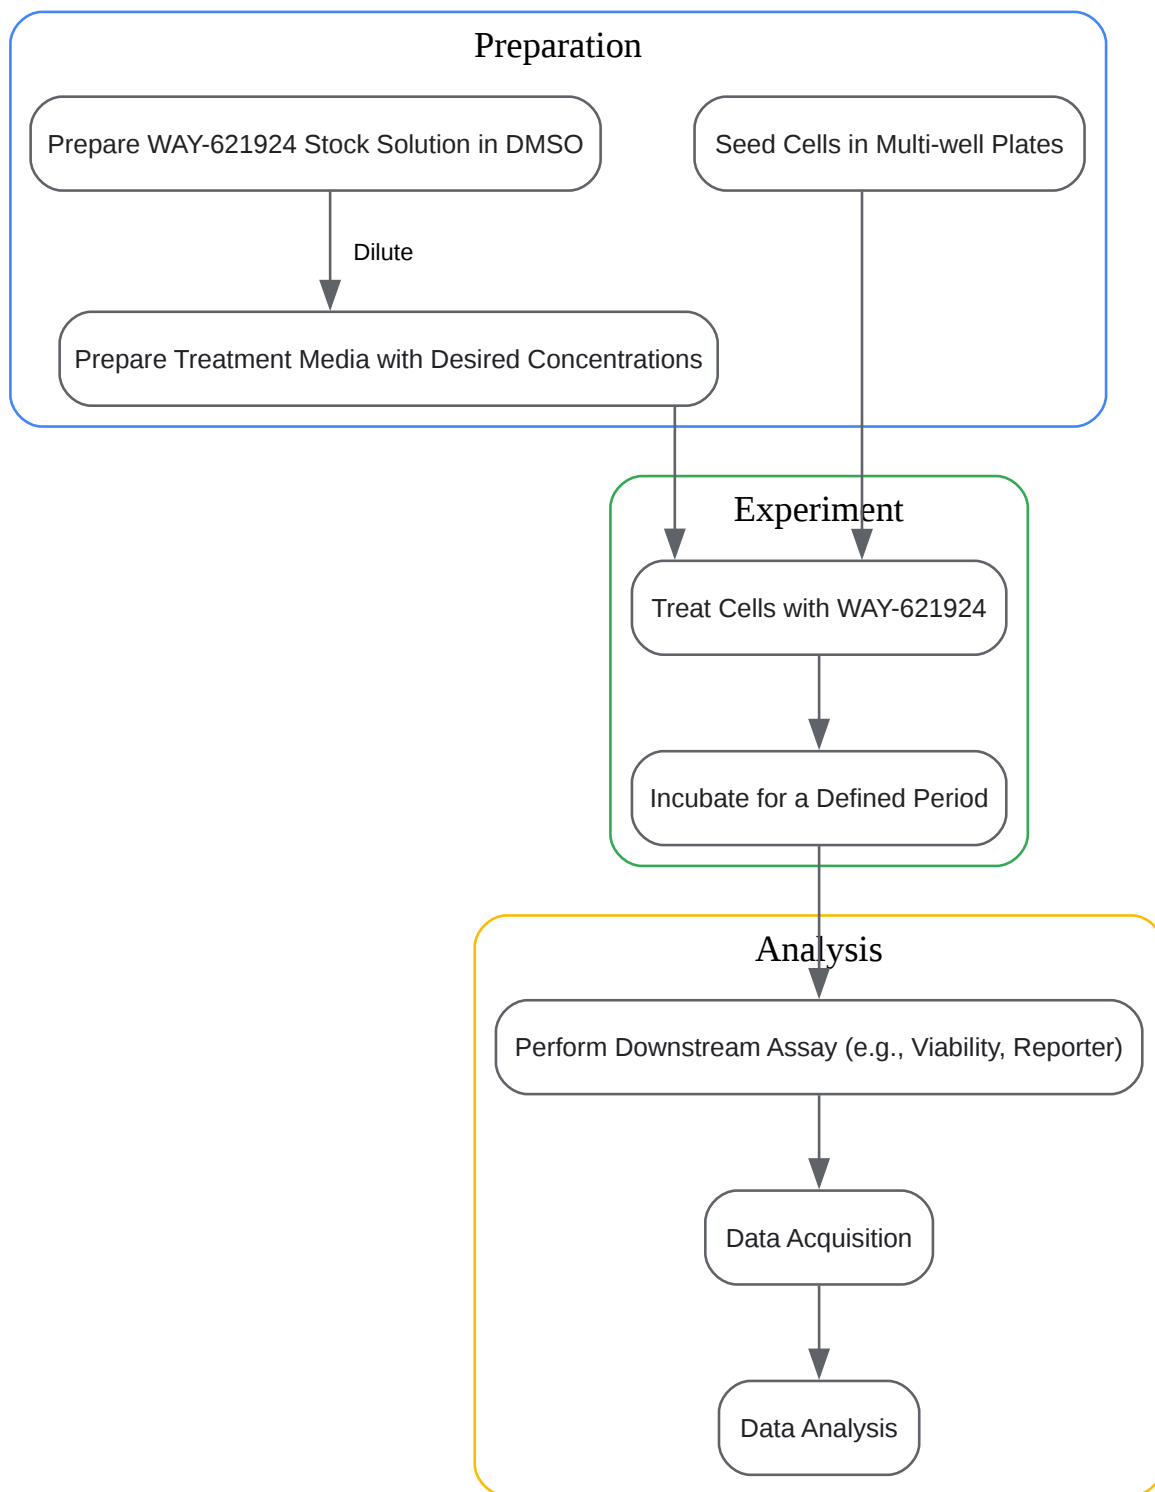 Preparation
Prepare WAY-621924 Stock Solution in DMSO
Seed Cells in Multi-well Plates
Dilute
Prepare Treatment Media with Desired Concentrations
Experiment
Treat Cells with WAY-621924
Incubate for a Defined Period
Analysis
Perform Downstream Assay (e.g., Viability, Reporter)
Data Acquisition
Data Analysis